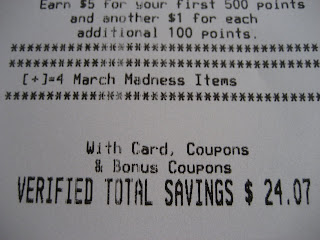 Earn $5 for your first 500 points
and another $1 for each
additional 100 points.
************************************
[+]=4 March Madness Items
************************************
With Card, Coupons
& Bonus Coupons
VERIFIED TOTAL SAVINGS $ 24.07